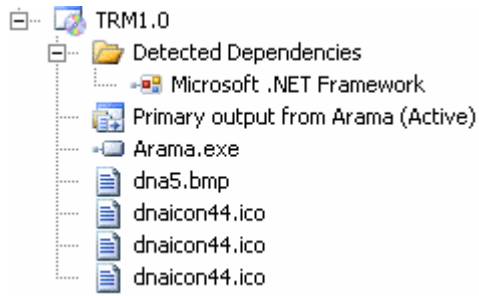 TRM1.0
Detected Dependencies
Microsoft .NET Framework
Primary output from Arama (Active)
Arama.exe
dna5.bmp
dnaicon44.ico
dnaicon44.ico
dnaicon44.ico